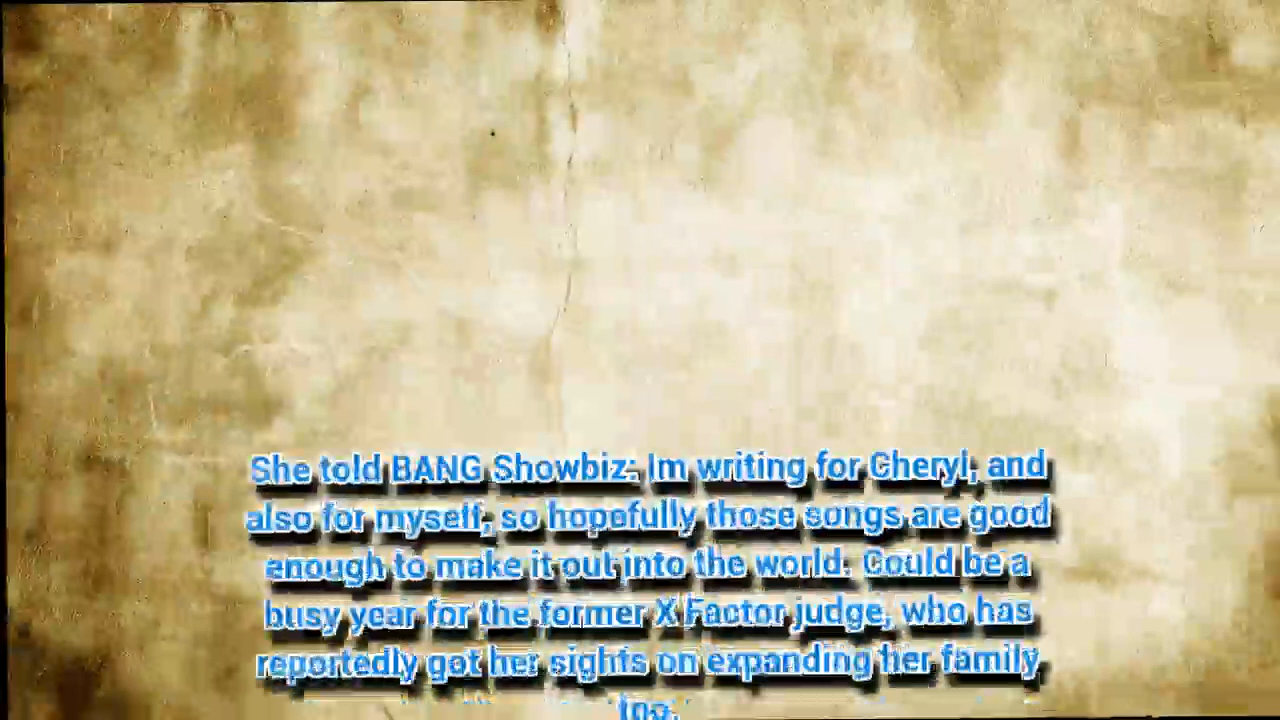 She told BANG Showbiz: Im writing for Cheryl, and
also for myself, so hopefully those songs are good
enough to make it out into the world. Could be a
busy year for the former X Factor judge, who has
reportedly got her sights on expanding her family
too.